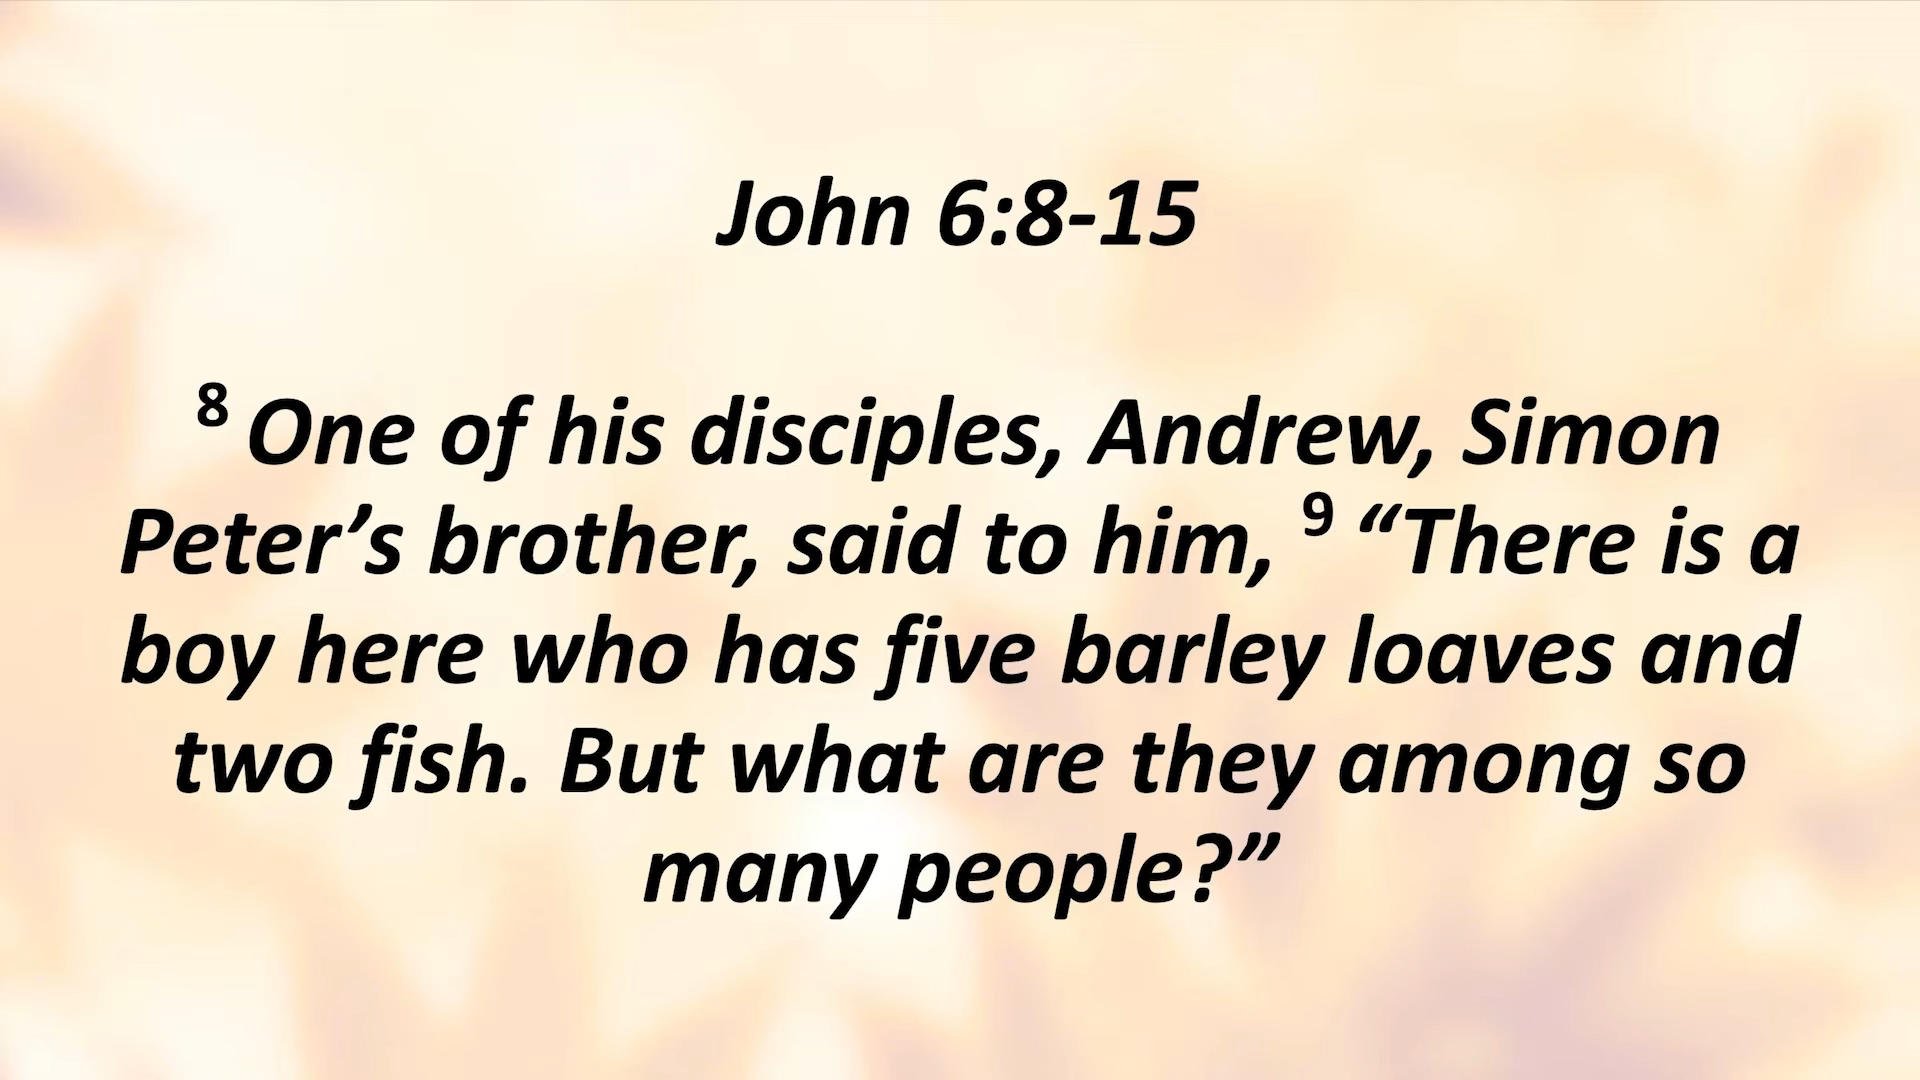 John 6:8-15
8 One of his disciples, Andrew, Simon
Peter’s brother, said to him, 9 “There is a
boy here who has five barley loaves and
two fish. But what are they among so
many people?”